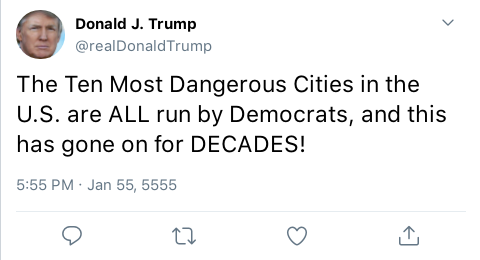 Donald J. Trump
@realDonaldTrump
The Ten Most Dangerous Cities in the
U.S. are ALL run by Democrats, and this
has gone on for DECADES!
5:55 PM · Jan 55, 5555